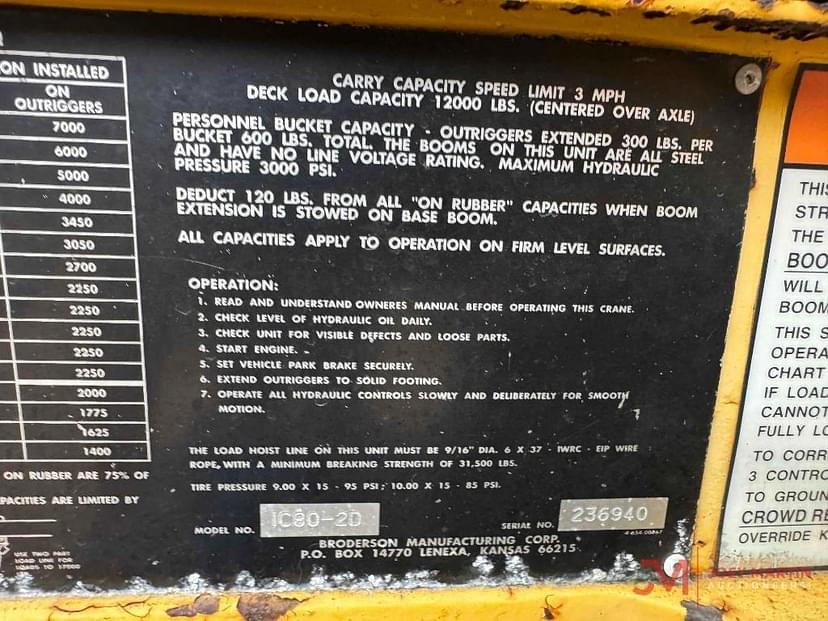 ON INSTALLED
ON
OUTRIGGERS
7000
6000
5000
4000
3450
3050
2700
2250
2250
2250
2250
2250
2000
1775
1625
1400
ON RUBBER ARE 75% OF
PACITIES ARE LIMITED BY
USE TWO PART
LOAD LINE FOR
LOADS TO 17000
CARRY CAPACITY SPEED LIMIT 3 MPH
DECK LOAD CAPACITY 12000 LBS. (CENTERED OVER AXLE)
PERSONNEL BUCKET CAPACITY - OUTRIGGERS EXTENDED 300 LBS. PER
BUCKET 600 LBS. TOTAL. THE BOOMS ON THIS UNIT ARE ALL STEEL
AND HAVE NO LINE VOLTAGE RATING. MAXIMUM HYDRAULIC
PRESSURE 3000 PSI.
DEDUCT 120 LBS. FROM ALL "ON RUBBER" CAPACITIES WHEN BOOM
EXTENSION IS STOWED ON BASE BOOM.
ALL CAPACITIES APPLY TO OPERATION ON FIRM LEVEL SURFACES.
OPERATION:
1. READ AND UNDERSTAND OWNERES MANUAL BEFORE OPERATING THIS CRANE.
2. CHECK LEVEL OF HYDRAULIC OIL DAILY.
3. CHECK UNIT FOR VISIBLE DEFECTS AND LOOSE PARTS.
4. START ENGINE.
5. SET VEHICLE PARK BRAKE SECURELY.
6. EXTEND OUTRIGGERS TO SOLID FOOTING.
7. OPERATE ALL HYDRAULIC CONTROLS SLOWLY AND DELIBERATELY FOR SMOOTH
MOTION.
THE LOAD HOIST LINE ON THIS UNIT MUST BE 9/16" DIA. 6 X 37 - IWRC - EIP WIRE
ROPE, WITH A MINIMUM BREAKING STRENGTH OF 31,500 LBS.
TIRE PRESSURE 9.00 X 15 - 95 PSI; 10.00 X 15 - 85 PSI.
MODEL NO. IC80-2D SERIAL NO. 236940
BRODERSON MANUFACTURING CORP.
P.O. BOX 14770 LENEXA, KANSAS 66215
THIS
STR
THE
BOO
WILL
BOOM
THIS S
OPERA
CHART
IF LOAD
CANNOT
FULLY LO
TO CORR
3 CONTRO
TO GROUN
CROWD RE
OVERRIDE K
AUCTIONEERS